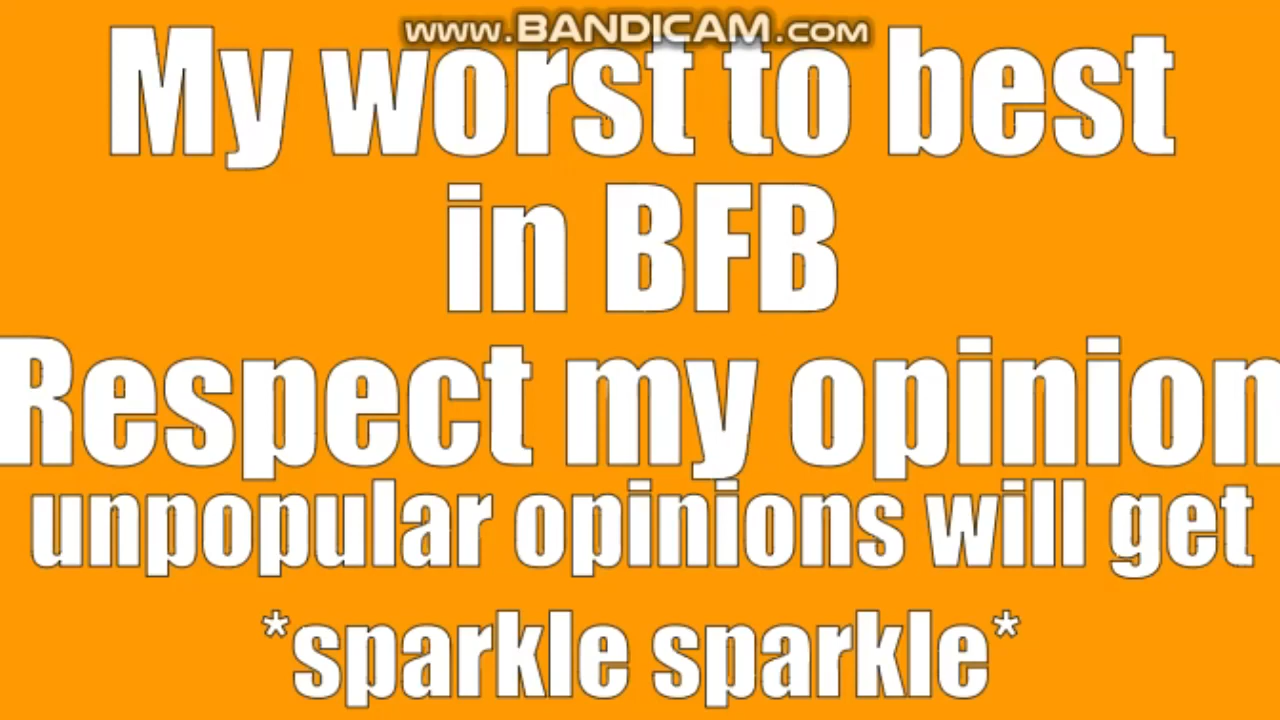 www.BANDICAM.com
My worst to best
in BFB
Respect my opinion
unpopular opinions will get
*sparkle sparkle*